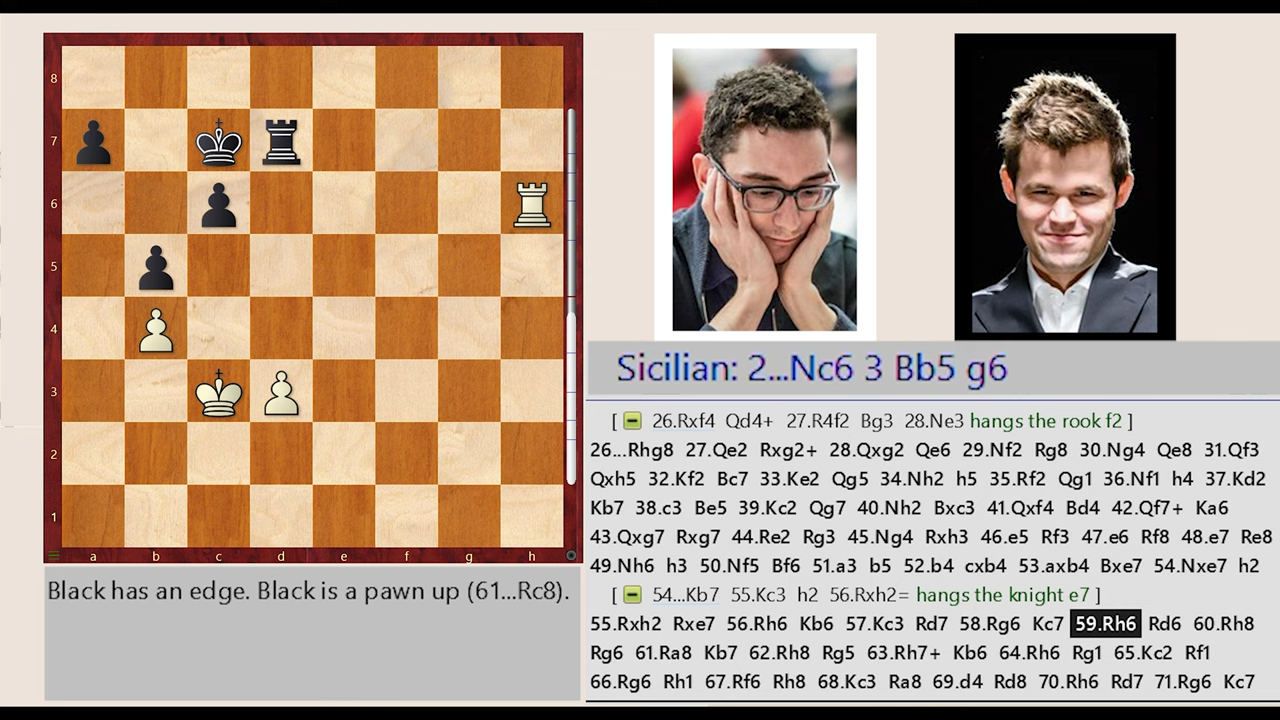 8
7
6
5
4
3
2
1
a b c d e f g h
Black has an edge. Black is a pawn up (61...Rc8).
Sicilian: 2...Nc6 3 Bb5 g6
[ 26.Rxf4 Qd4+ 27.R4f2 Bg3 28.Ne3 hangs the rook f2 ]
26...Rhg8 27.Qe2 Rxg2+ 28.Qxg2 Qe6 29.Nf2 Rg8 30.Ng4 Qe8 31.Qf3
Qxh5 32.Kf2 Bc7 33.Ke2 Qg5 34.Nh2 h5 35.Rf2 Qg1 36.Nf1 h4 37.Kd2
Kb7 38.c3 Be5 39.Kc2 Qg7 40.Nh2 Bxc3 41.Qxf4 Bd4 42.Qf7+ Ka6
43.Qxg7 Rxg7 44.Re2 Rg3 45.Ng4 Rxh3 46.e5 Rf3 47.e6 Rf8 48.e7 Re8
49.Nh6 h3 50.Nf5 Bf6 51.a3 b5 52.b4 cxb4 53.axb4 Bxe7 54.Nxe7 h2
[ 54...Kb7 55.Kc3 h2 56.Rxh2= hangs the knight e7 ]
55.Rxh2 Rxe7 56.Rh6 Kb6 57.Kc3 Rd7 58.Rg6 Kc7 59.Rh6 Rd6 60.Rh8
Rg6 61.Ra8 Kb7 62.Rh8 Rg5 63.Rh7+ Kb6 64.Rh6 Rg1 65.Kc2 Rf1
66.Rg6 Rh1 67.Rf6 Rh8 68.Kc3 Ra8 69.d4 Rd8 70.Rh6 Rd7 71.Rg6 Kc7